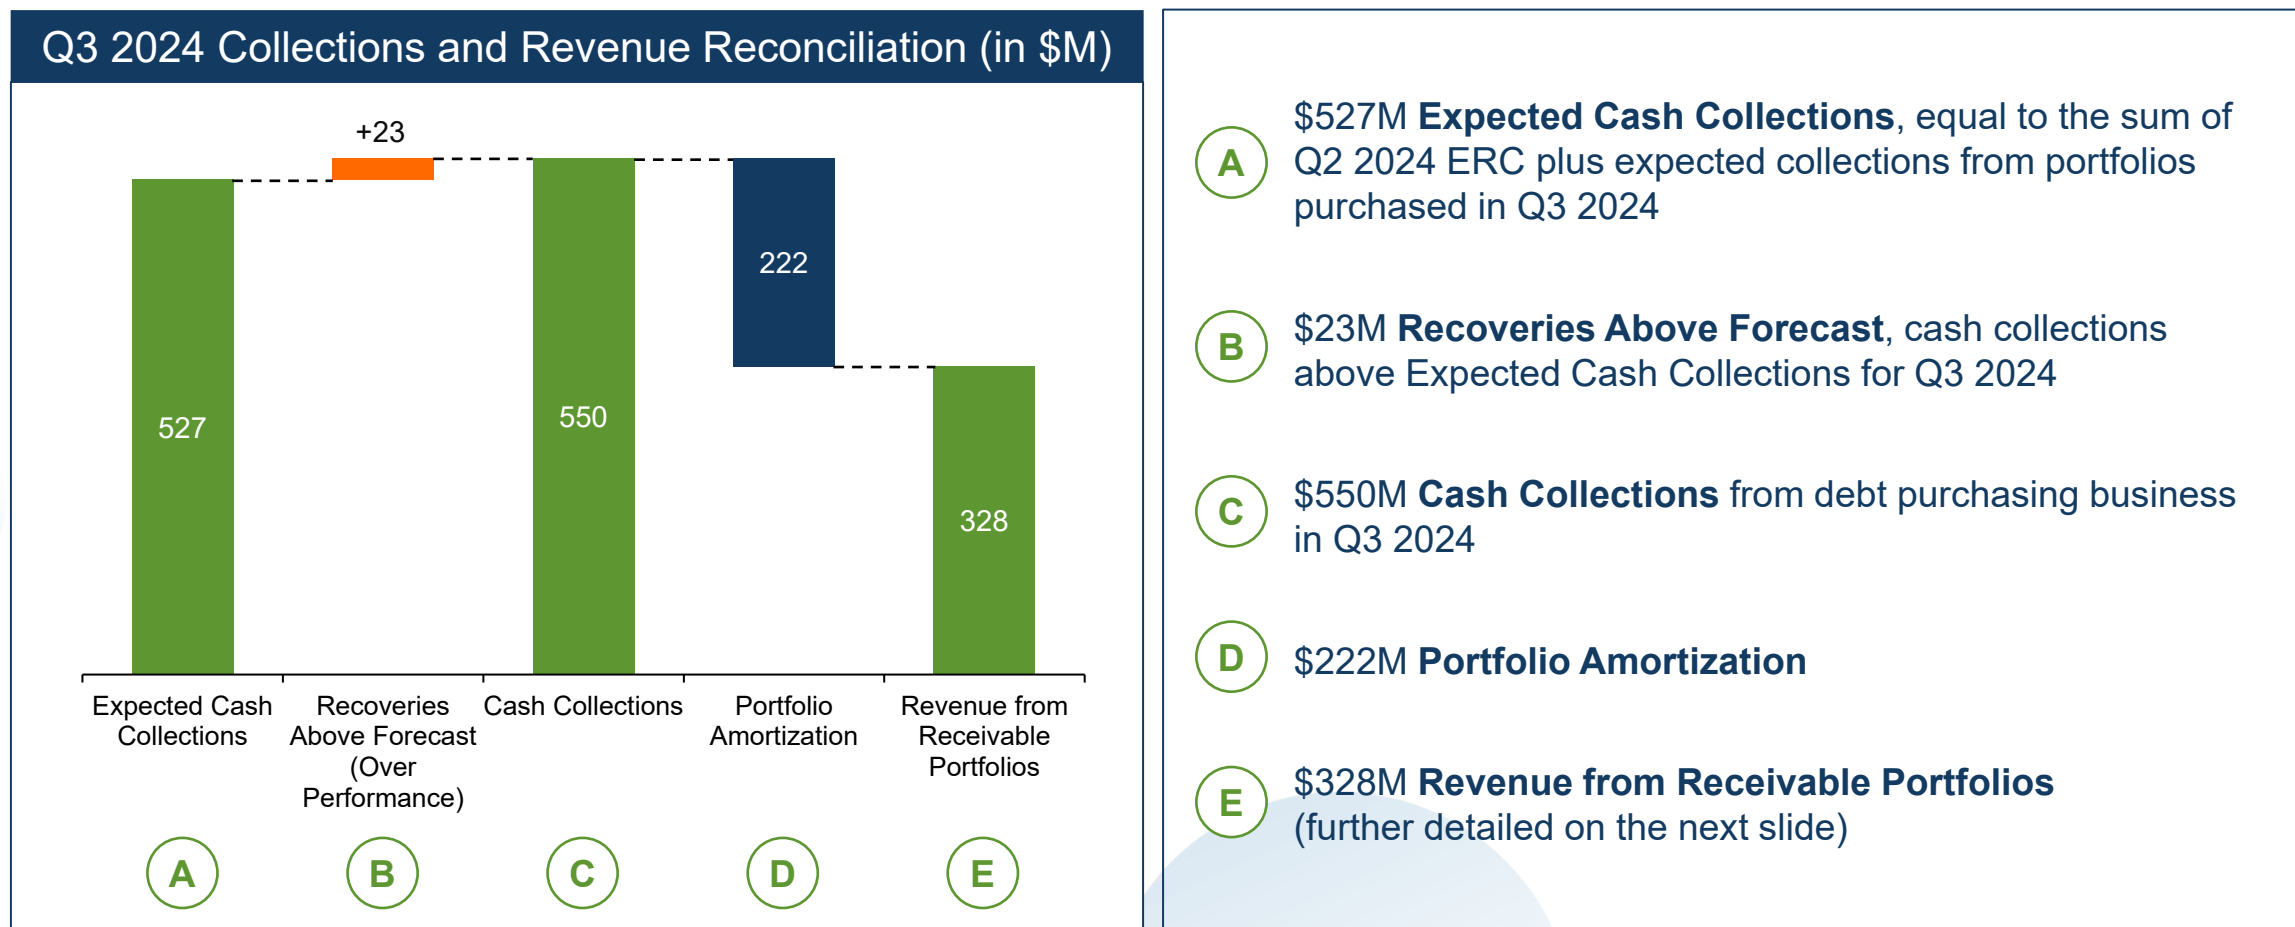 Q3 2024 Collections and Revenue Reconciliation (in $M)
+23
527
550
222
328
Expected Cash
Collections
Recoveries
Above Forecast
(Over
Performance)
Cash Collections
Portfolio
Amortization
Revenue from
Receivable
Portfolios
A
B
C
D
E
A
$527M Expected Cash Collections, equal to the sum of
Q2 2024 ERC plus expected collections from portfolios
purchased in Q3 2024
B
$23M Recoveries Above Forecast, cash collections
above Expected Cash Collections for Q3 2024
C
$550M Cash Collections from debt purchasing business
in Q3 2024
D
$222M Portfolio Amortization
E
$328M Revenue from Receivable Portfolios
(further detailed on the next slide)